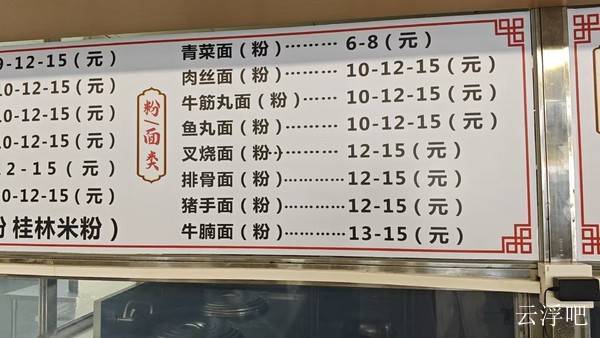 9-12-15(元)
10-12-15(元)
10-12-15(元)
10-12-15(元)
12-15(元)
10-12-15(元)
粉 桂林米粉)
粉/面类
青菜面(粉)………6-8(元)
肉丝面(粉)………10-12-15(元)
牛筋丸面(粉)………10-12-15(元)
鱼丸面(粉)………10-12-15(元)
叉烧面(粉)…………12-15(元)
排骨面(粉)…………12-15(元)
猪手面(粉)…………12-15(元)
牛腩面(粉)…………13-15(元)
云浮吧